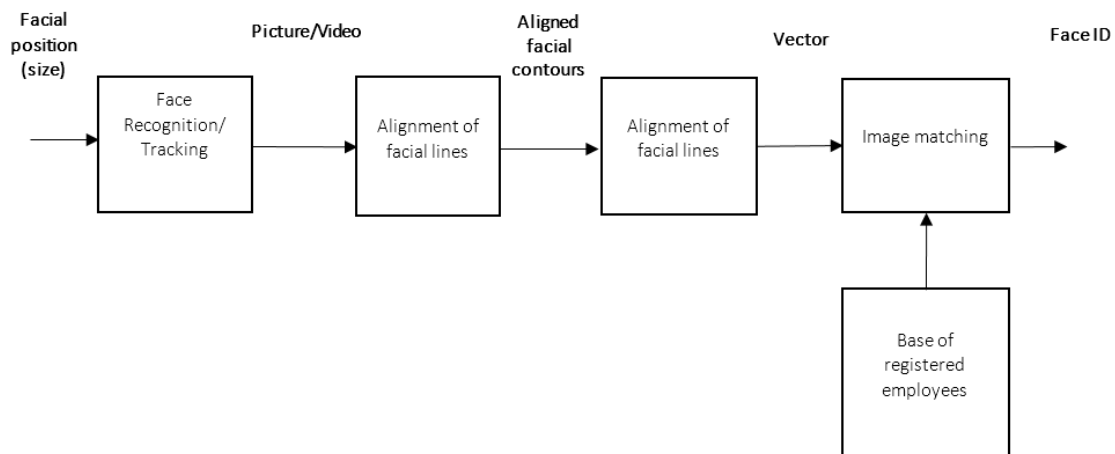 Facial
position
(size)
Picture/Video
Aligned
facial
contours
Vector
Face ID
Face
Recognition/
Tracking
Alignment of
facial lines
Alignment of
facial lines
Image matching
Base of
registered
employees